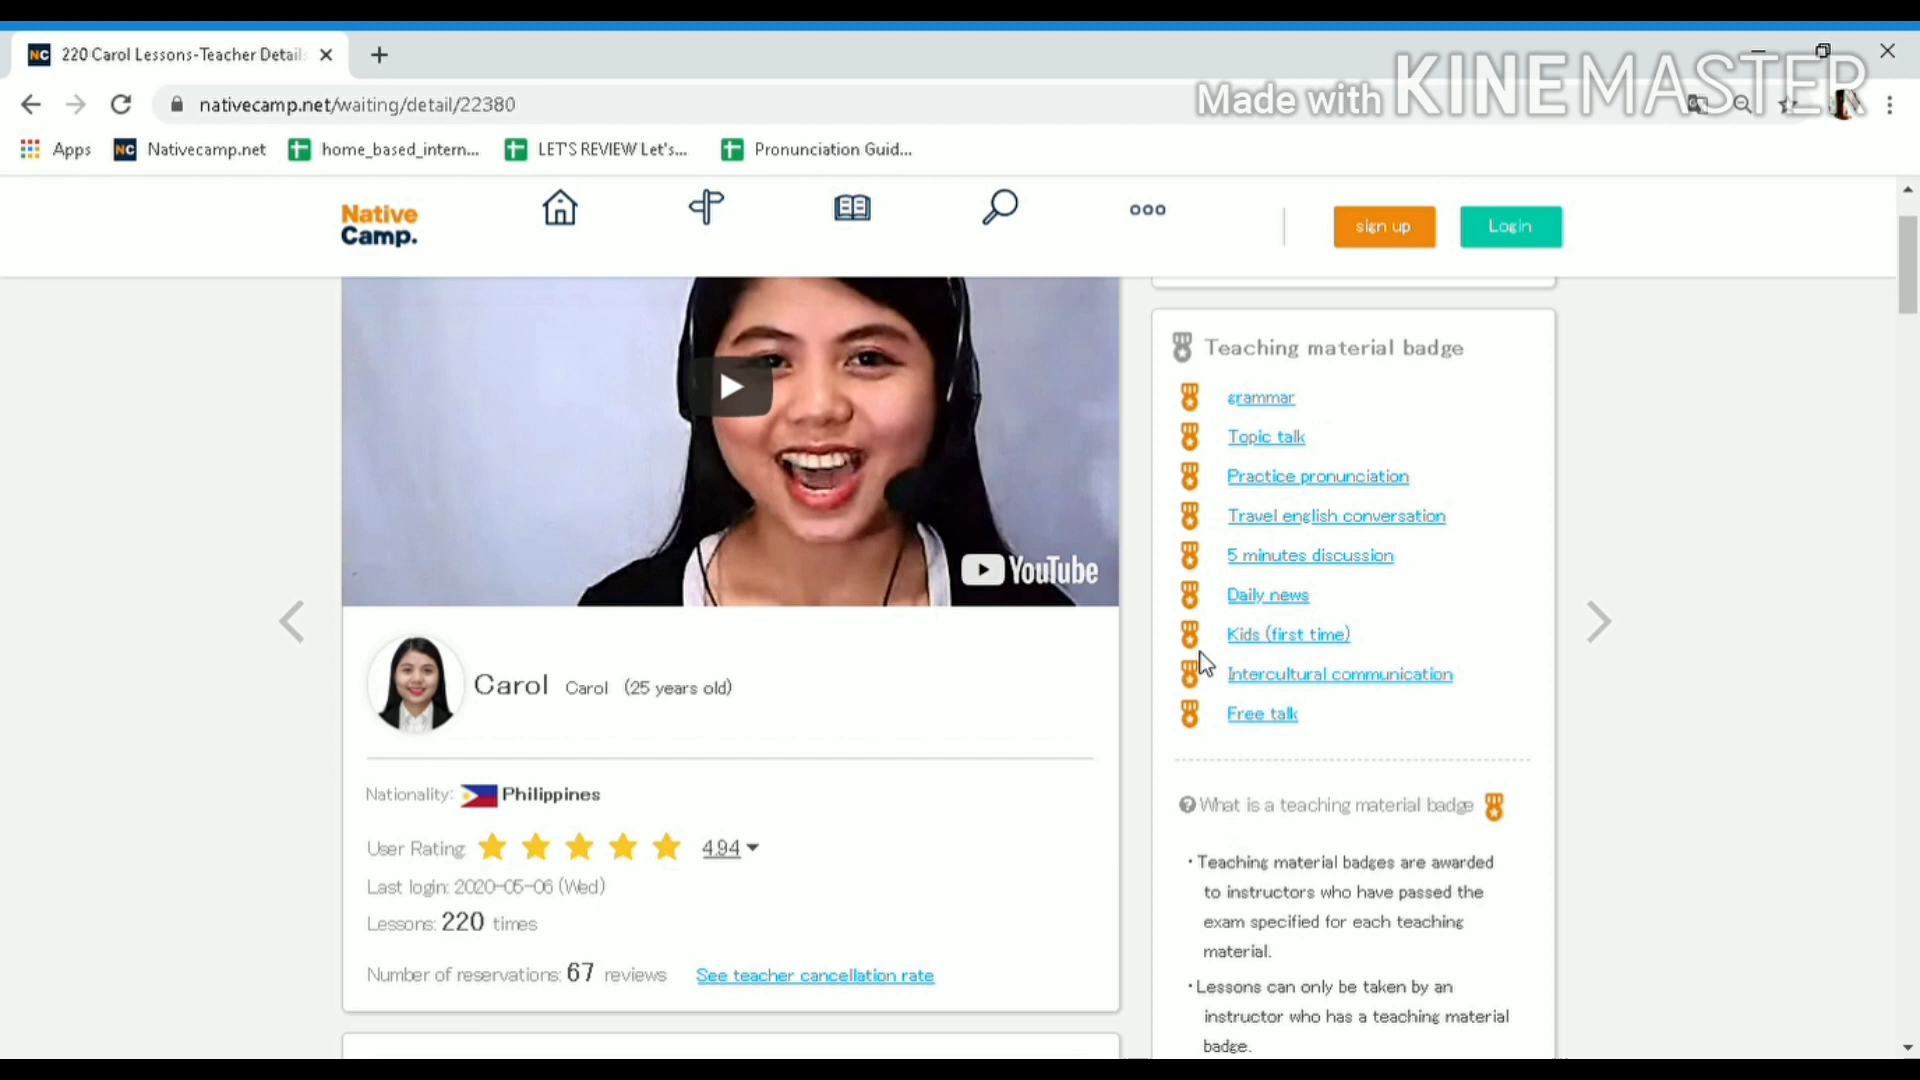 220 Carol Lessons-Teacher Details
Made with KINEMASTER
nativecamp.net/waiting/detail/22380
Apps
NC
Nativecamp.net
home_based_intern...
LET'S REVIEW Let's...
Pronunciation Guid...
Native
Camp.
sign up
Login
YouTube
Carol Carol (25 years old)
Nationality: Philippines
User Rating 4.94
Last login: 2020-05-06 (Wed)
Lessons: 220 times
Number of reservations: 67 reviews See teacher cancellation rate
Teaching material badge
grammar
Topic talk
Practice pronunciation
Travel english conversation
5 minutes discussion
Daily news
Kids (first time)
Intercultural communication
Free talk
What is a teaching material badge
・Teaching material badges are awarded
to instructors who have passed the
exam specified for each teaching
material.
・Lessons can only be taken by an
instructor who has a teaching material
badge.